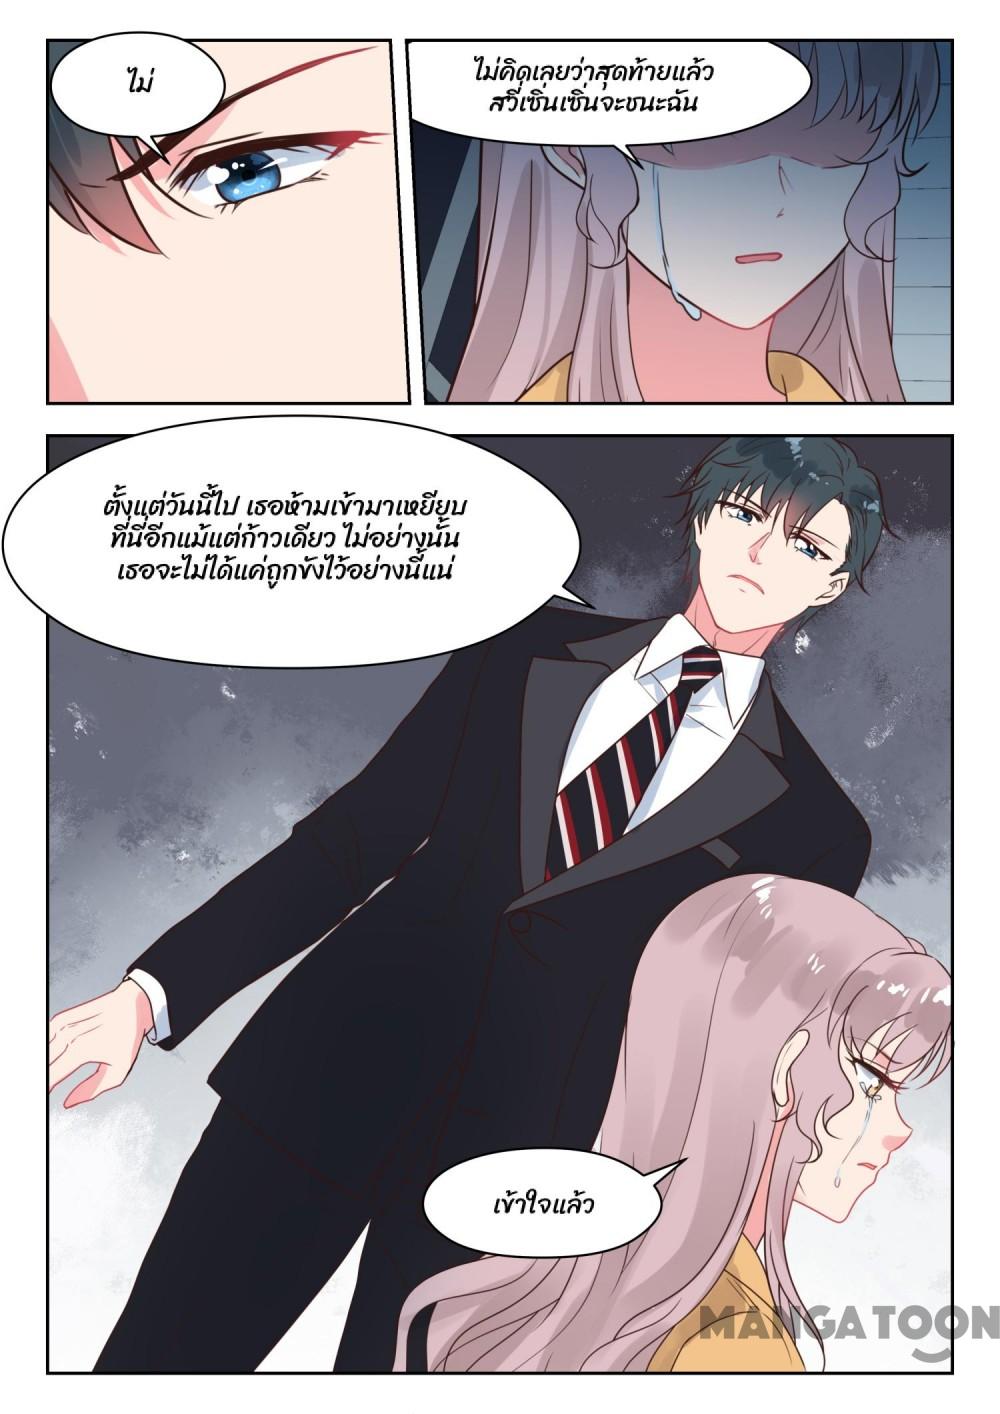 ไม่
ไม่คิดเลยว่าสุดท้ายแล้ว
สวี่เซิ่นเซิ่นจะชนะฉัน
ตั้งแต่วันนี้ไป เธอห้ามเข้ามาเหยียบ
ที่นี่อีกแม้แต่ก้าวเดียว ไม่อย่างนั้น
เธอจะไม่ได้แค่ถูกขังไว้อย่างนี้แน่
เข้าใจแล้ว
MANGATOON